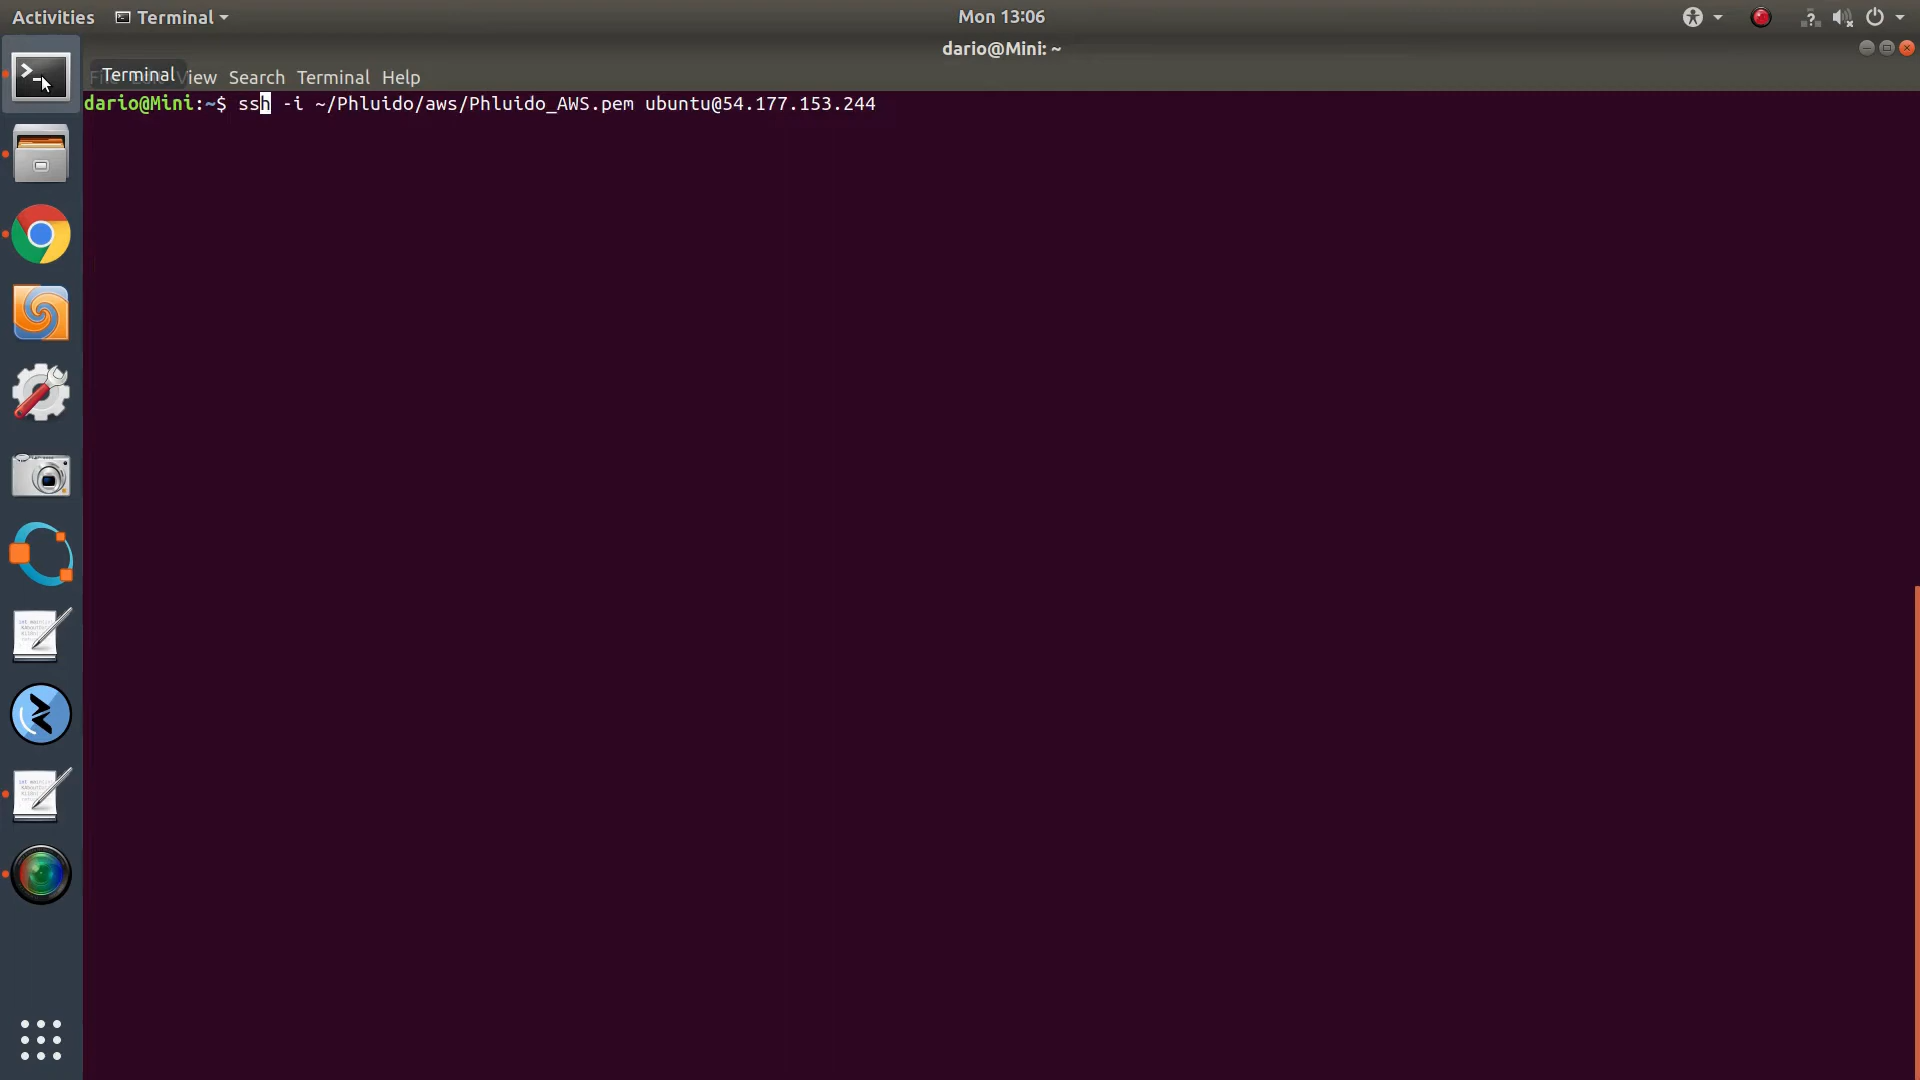 Activities Terminal Mon 13:06
dario@Mini: ~
Terminal View Search Terminal Help
dario@Mini:~$ ssh -i ~/Phluido/aws/Phluido_AWS.pem ubuntu@54.177.153.244